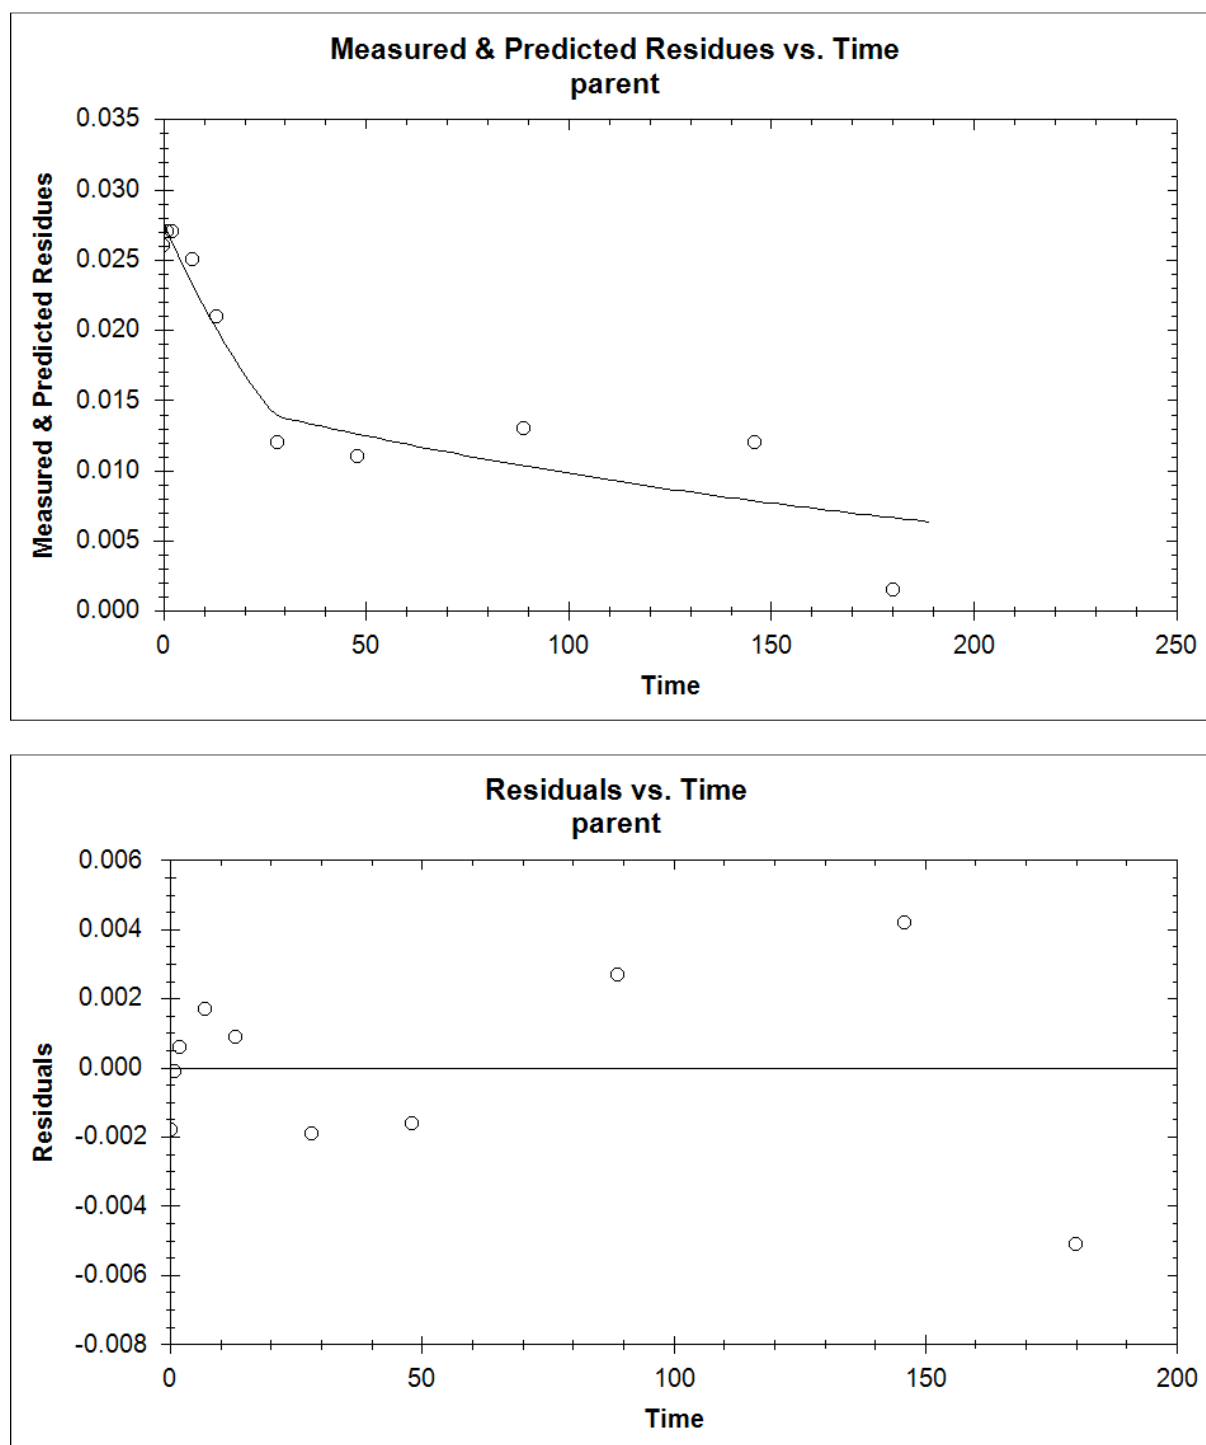 Measured & Predicted Residues vs. Time
parent
0.035
0.030
0.025
0.020
0.015
0.010
0.005
0.000
Measured & Predicted Residues
0 50 100 150 200 250
Time
Residuals vs. Time
parent
0.006
0.004
0.002
0.000
-0.002
-0.004
-0.006
-0.008
Residuals
0 50 100 150 200
Time